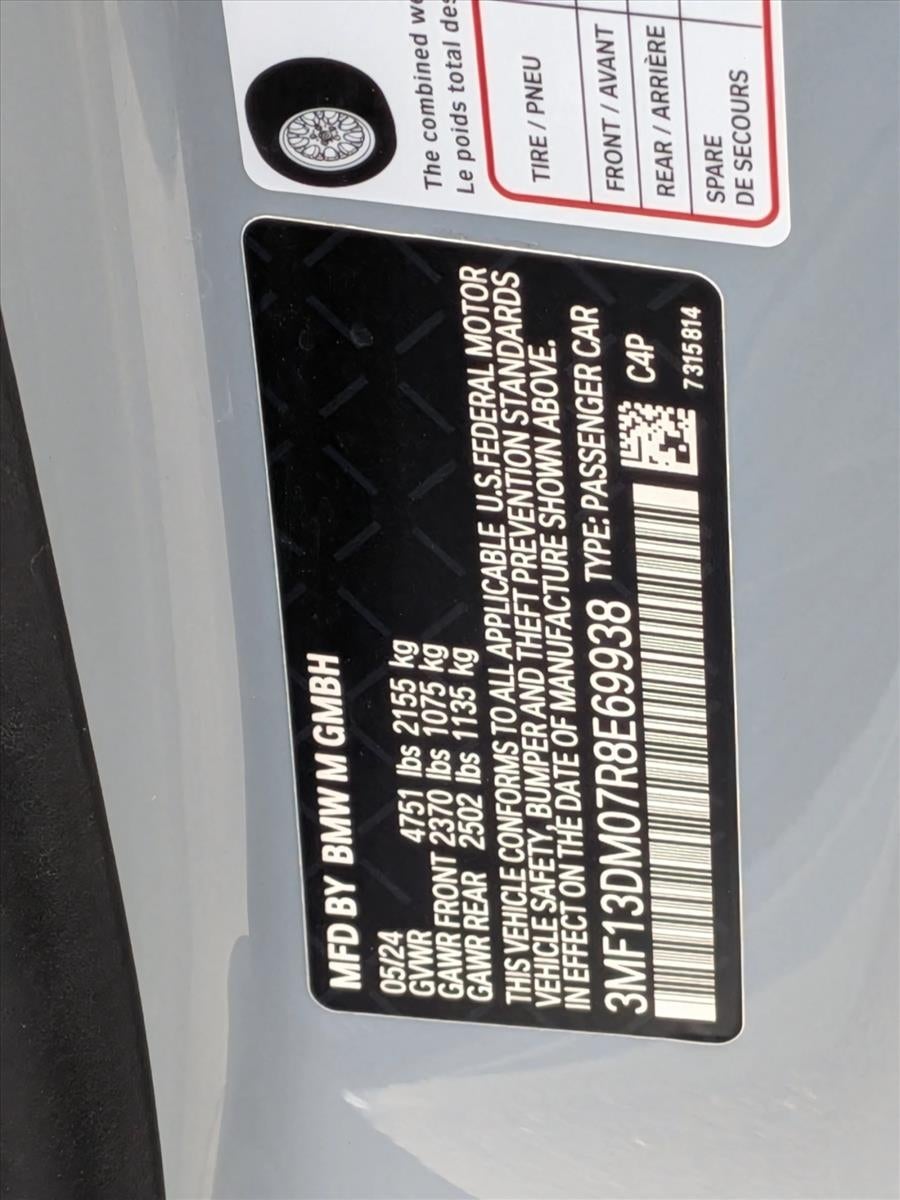 The combined we
Le poids total des
TIRE / PNEU
FRONT / AVANT
REAR / ARRIÈRE
SPARE
DE SECOURS
MFD BY BMW M GMBH
05/24
GVWR 4751 lbs 2155 kg
GAWR FRONT 2370 lbs 1075 kg
GAWR REAR 2502 lbs 1135 kg
THIS VEHICLE CONFORMS TO ALL APPLICABLE U.S.FEDERAL MOTOR
VEHICLE SAFETY, BUMPER AND THEFT PREVENTION STANDARDS
IN EFFECT ON THE DATE OF MANUFACTURE SHOWN ABOVE.
3MF13DM07R8E69938 TYPE: PASSENGER CAR
C4P
7315814